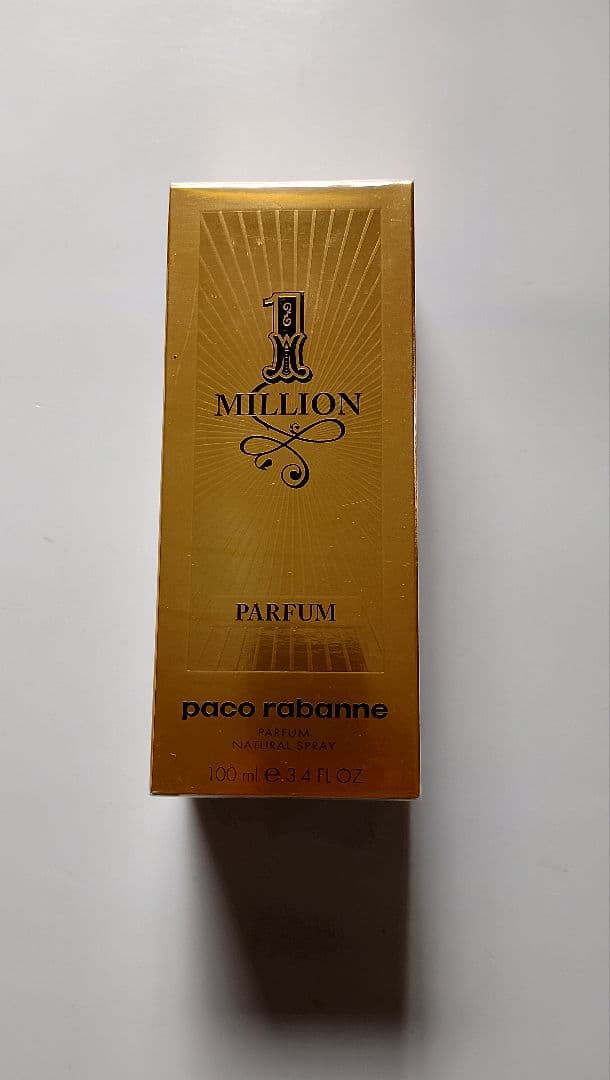 1
MILLION
PARFUM
paco rabanne
PARFUM
NATURAL SPRAY
100 ml e 3.4 FL OZ